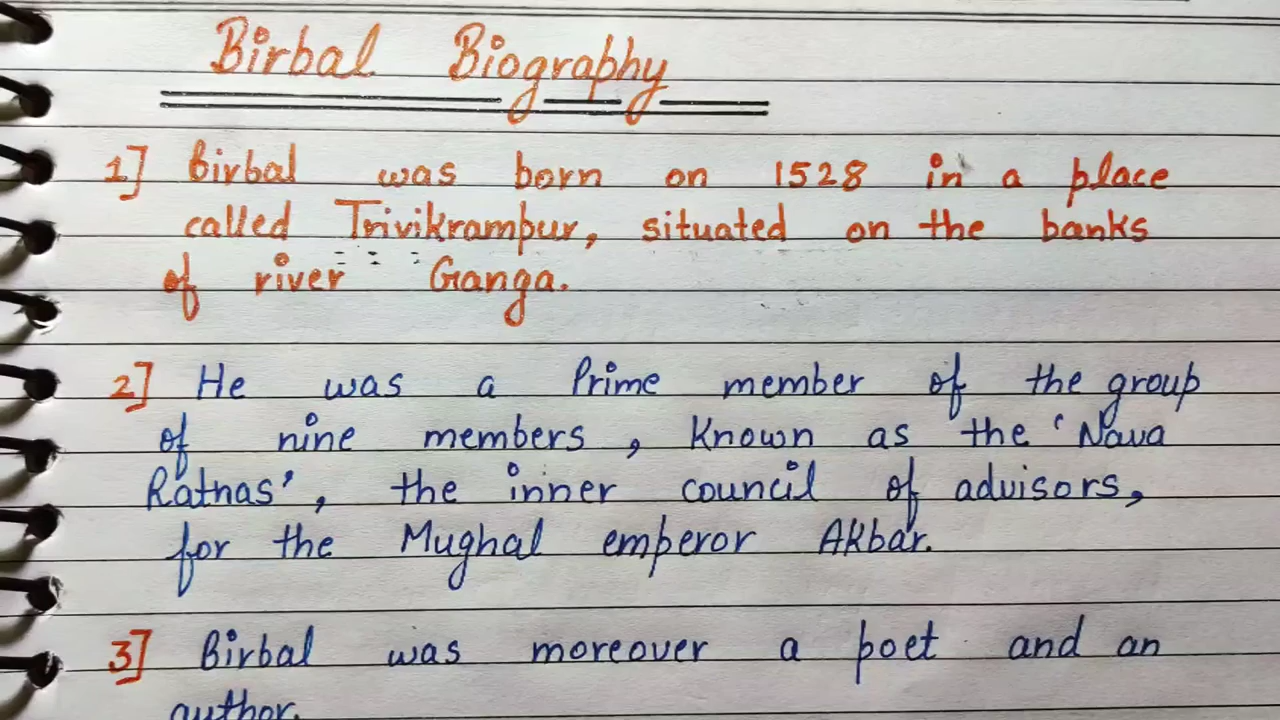 Birbal Biography
1] Birbal was born on 1528 in a place
called Trivikrampur, situated on the banks
of river Ganga.
2] He was a Prime member of the group
of nine members, Known as the 'Nava
Ratnas', the inner council of advisors,
for the Mughal emperor Akbar.
3] Birbal was moreover a poet and an
author.